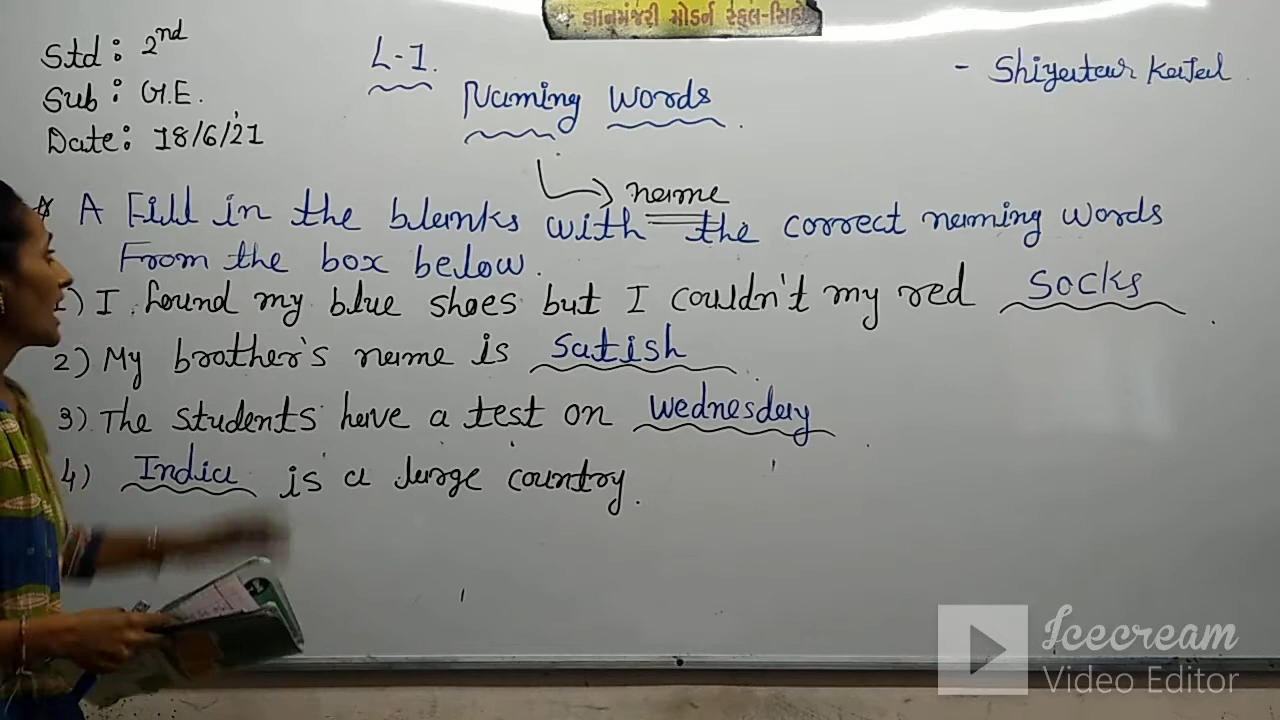 જ્ઞાનમંજરી મોડર્ન સ્કુલ-સિહો
Std : 2nd
Sub : G.E.
Date : 18/6/21
L-1.
Naming words.
- Shiyatar Kajal
name
A Fill in the blanks with the correct naming words
From the box below.
1) I found my blue shoes but I couldn't my red socks.
2) My brother's name is satish.
3) The students have a test on wednesday.
4) India is a large country.
Icecream
Video Editor